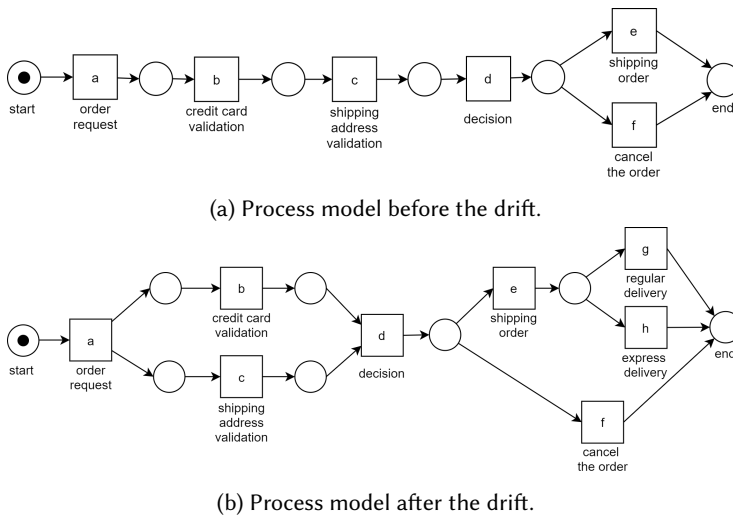 a
b
c
d
e
f
start
order
request
credit card
validation
shipping
address
validation
decision
shipping
order
cancel
the order
end
(a) Process model before the drift.
a
b
c
d
e
f
g
h
start
order
request
credit card
validation
shipping
address
validation
decision
shipping
order
regular
delivery
express
delivery
cancel
the order
end
(b) Process model after the drift.